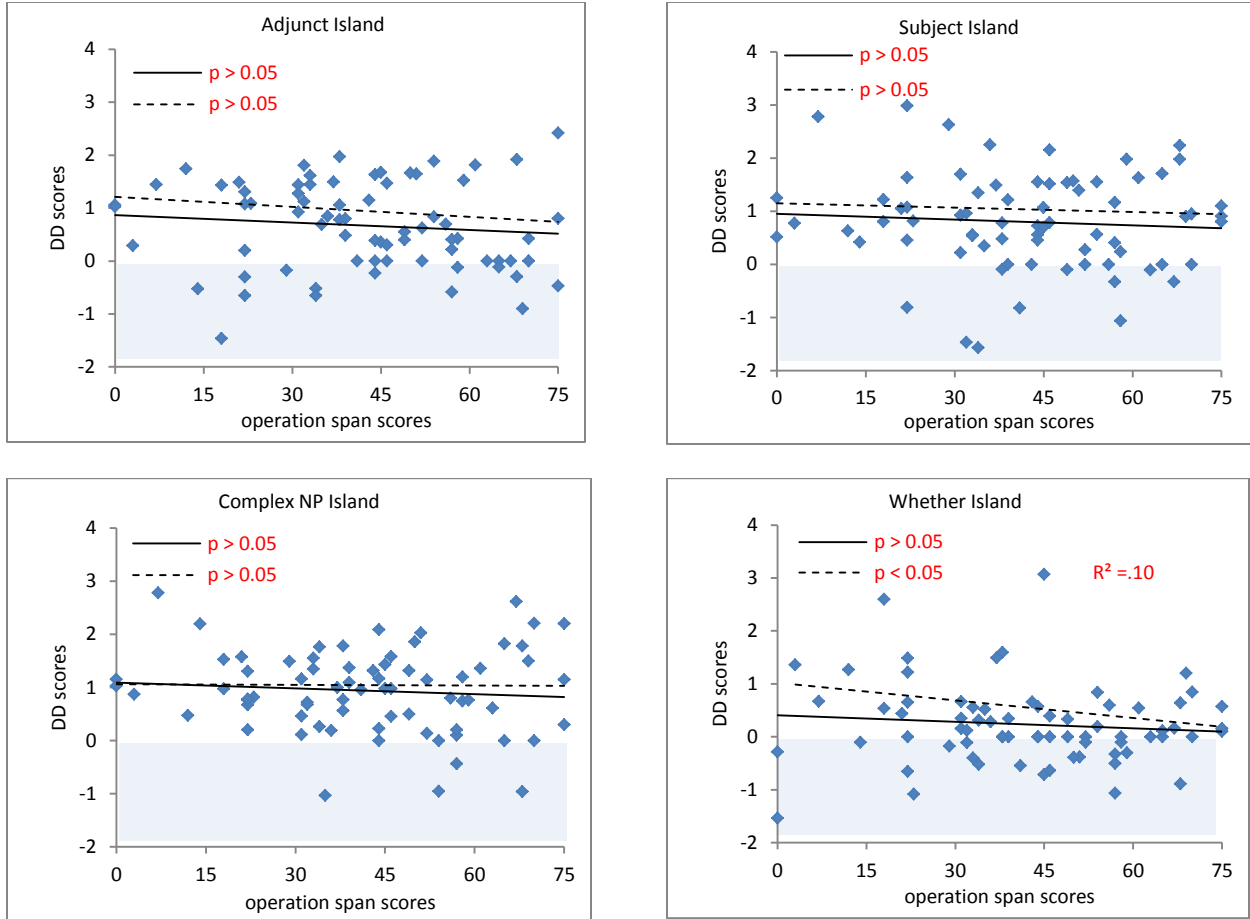 Adjunct Island
p > 0.05
p > 0.05
DD scores
4
3
2
1
0
-1
-2
0 15 30 45 60 75
operation span scores
Subject Island
p > 0.05
p > 0.05
DD scores
4
3
2
1
0
-1
-2
0 15 30 45 60 75
operation span scores
Complex NP Island
p > 0.05
p > 0.05
DD scores
4
3
2
1
0
-1
-2
0 15 30 45 60 75
operation span scores
Whether Island
p > 0.05
p < 0.05
R² =.10
DD scores
4
3
2
1
0
-1
-2
0 15 30 45 60 75
operation span scores